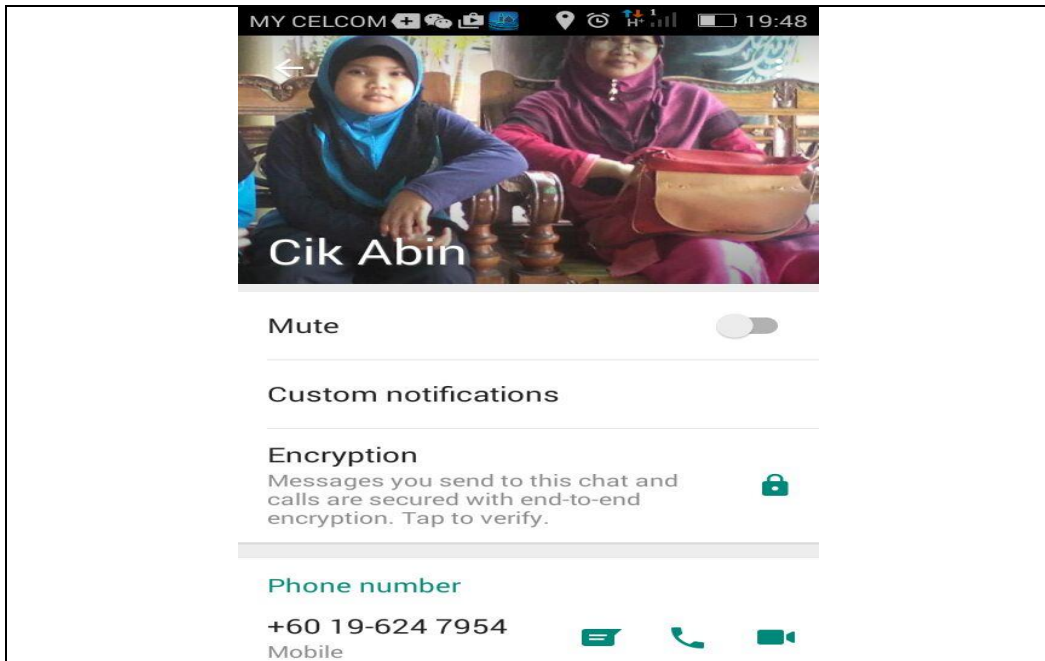 MY CELCOM H+ 1 19:48
Cik Abin
Mute
Custom notifications
Encryption
Messages you send to this chat and
calls are secured with end-to-end
encryption. Tap to verify.
Phone number
+60 19-624 7954
Mobile